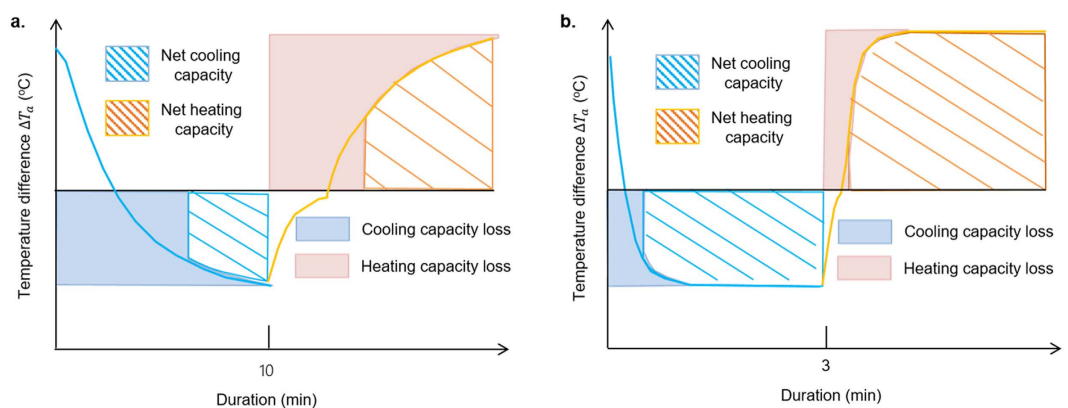 a.
Temperature difference ΔTₐ (°C)
Net cooling
capacity
Net heating
capacity
Cooling capacity loss
Heating capacity loss
10
Duration (min)
b.
Temperature difference ΔTₐ (°C)
Net cooling
capacity
Net heating
capacity
Cooling capacity loss
Heating capacity loss
3
Duration (min)